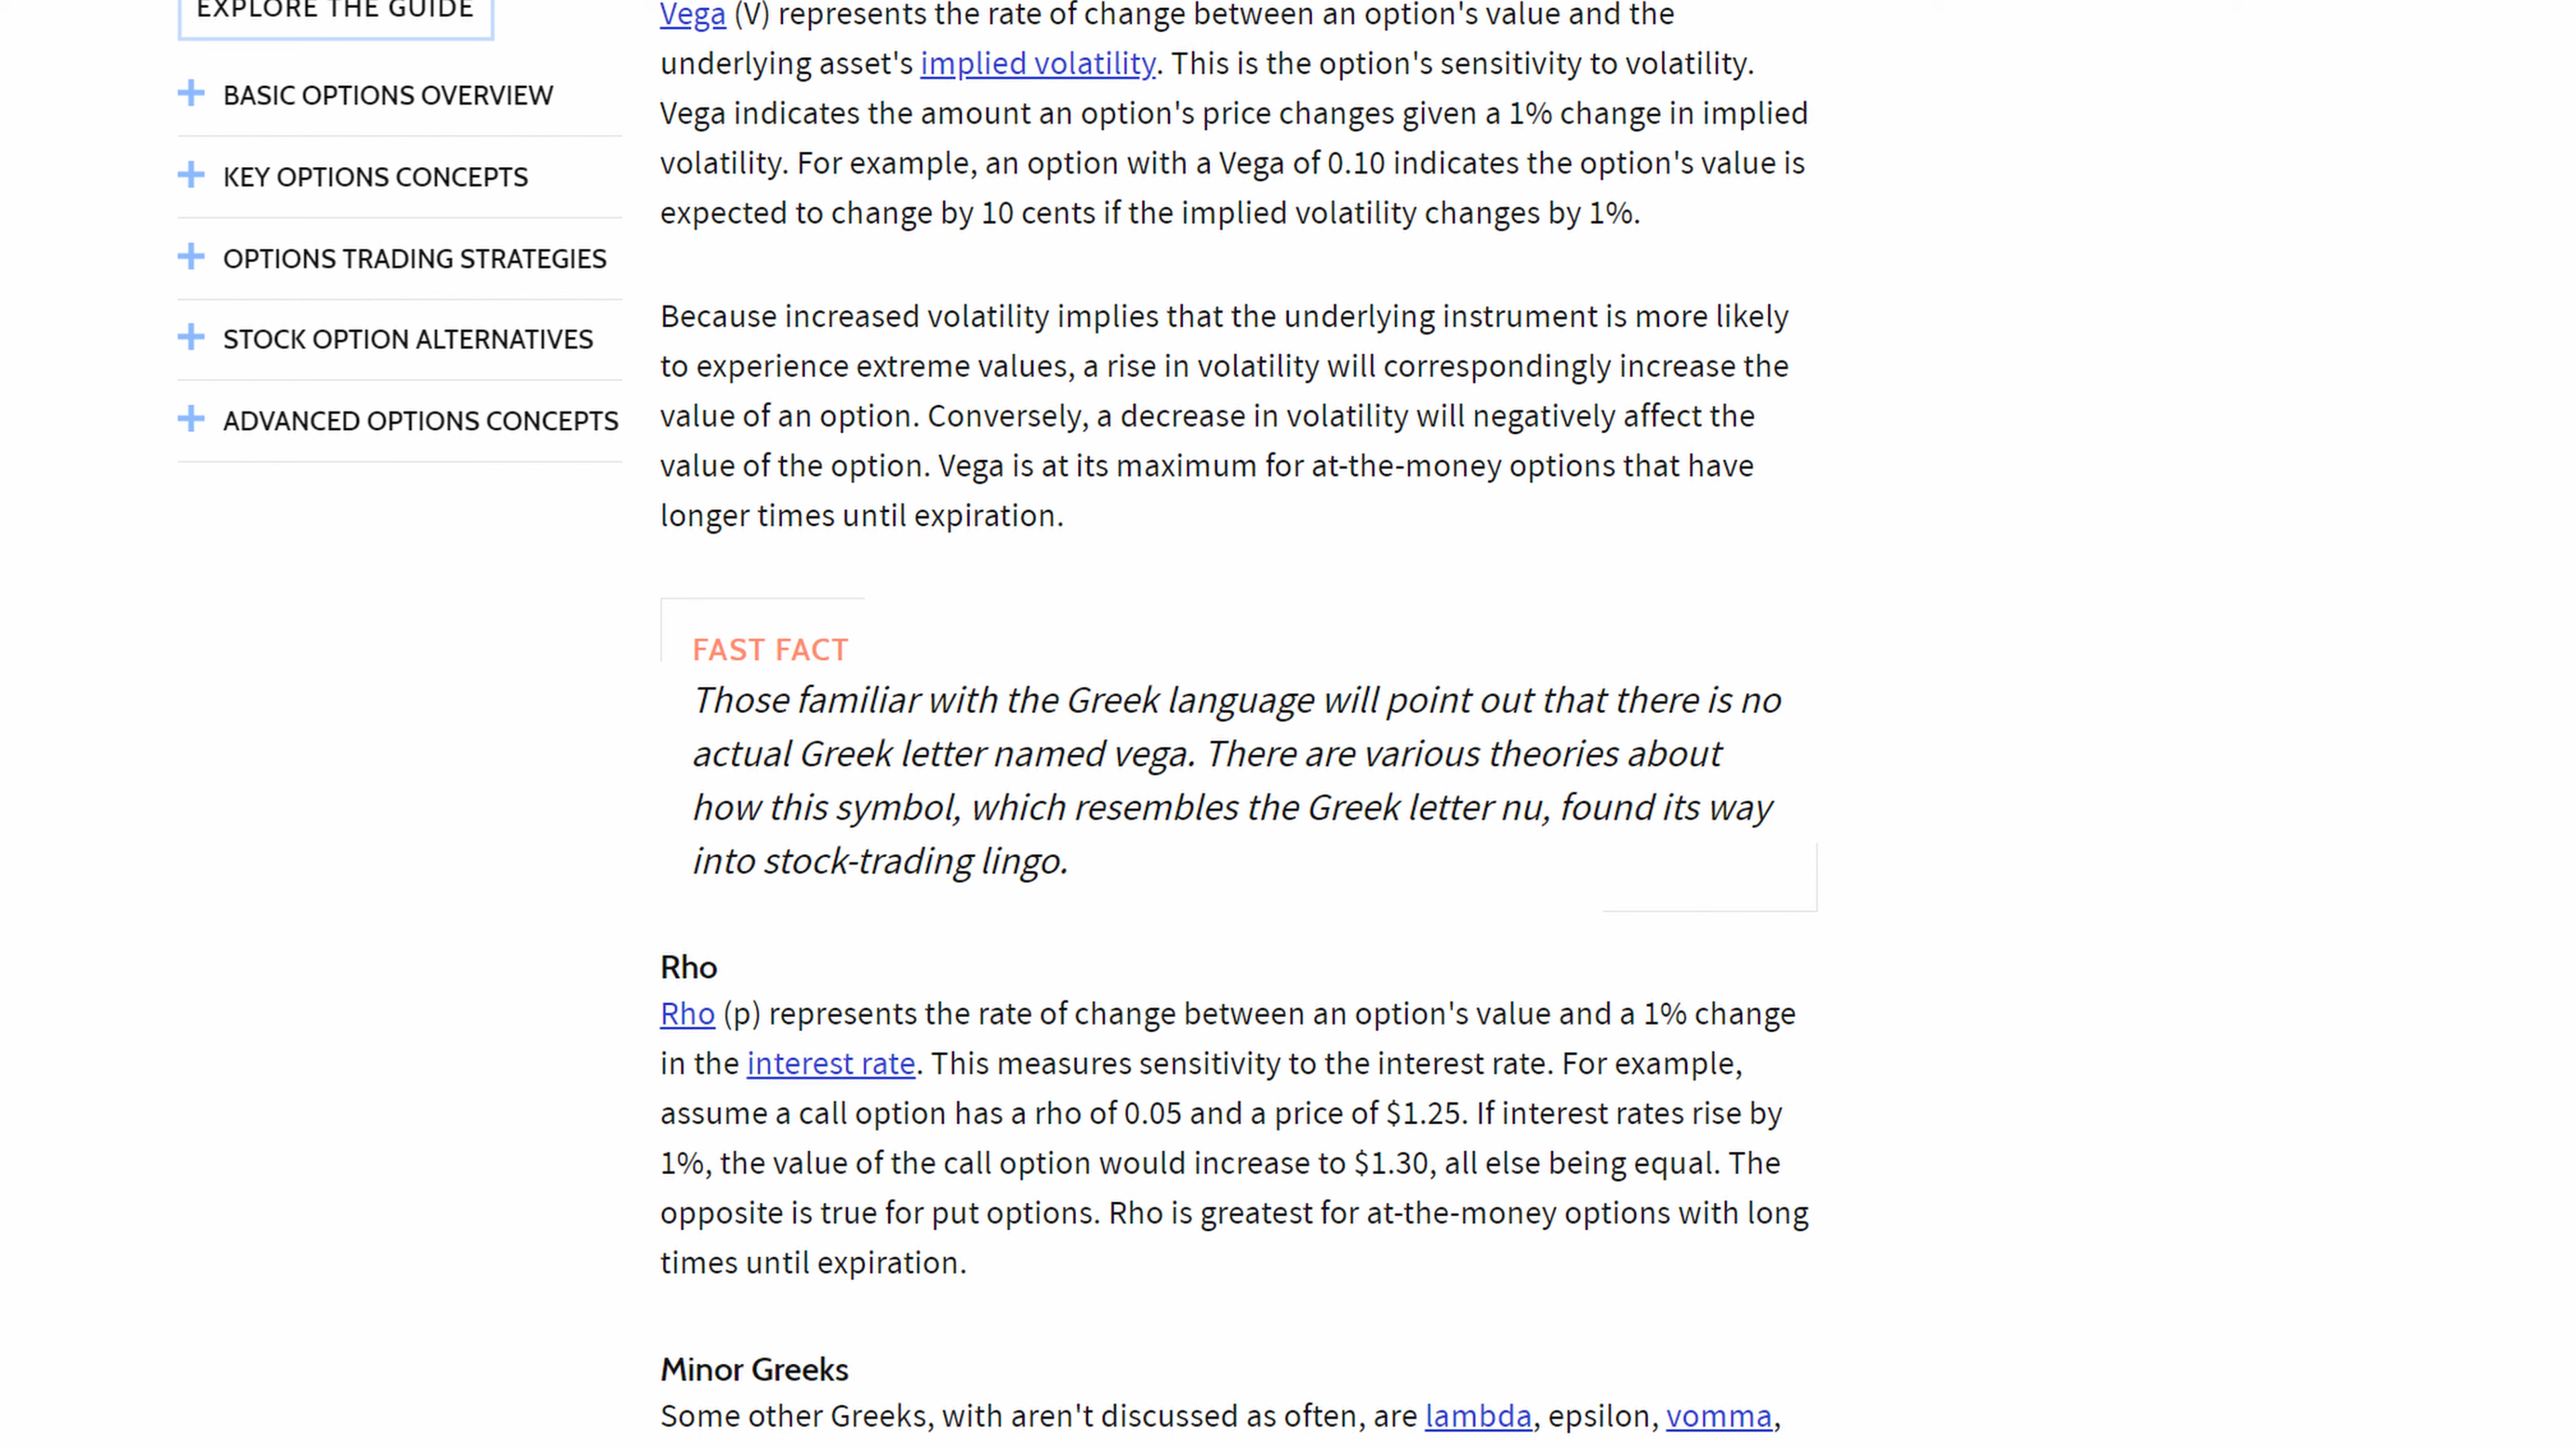 EXPLORE THE GUIDE
BASIC OPTIONS OVERVIEW
KEY OPTIONS CONCEPTS
OPTIONS TRADING STRATEGIES
STOCK OPTION ALTERNATIVES
ADVANCED OPTIONS CONCEPTS
Vega (V) represents the rate of change between an option's value and the
underlying asset's implied volatility. This is the option's sensitivity to volatility.
Vega indicates the amount an option's price changes given a 1% change in implied
volatility. For example, an option with a Vega of 0.10 indicates the option's value is
expected to change by 10 cents if the implied volatility changes by 1%.
Because increased volatility implies that the underlying instrument is more likely
to experience extreme values, a rise in volatility will correspondingly increase the
value of an option. Conversely, a decrease in volatility will negatively affect the
value of the option. Vega is at its maximum for at-the-money options that have
longer times until expiration.
FAST FACT
Those familiar with the Greek language will point out that there is no
actual Greek letter named vega. There are various theories about
how this symbol, which resembles the Greek letter nu, found its way
into stock-trading lingo.
Rho
Rho (p) represents the rate of change between an option's value and a 1% change
in the interest rate. This measures sensitivity to the interest rate. For example,
assume a call option has a rho of 0.05 and a price of $1.25. If interest rates rise by
1%, the value of the call option would increase to $1.30, all else being equal. The
opposite is true for put options. Rho is greatest for at-the-money options with long
times until expiration.
Minor Greeks
Some other Greeks, with aren't discussed as often, are lambda, epsilon, vomma,